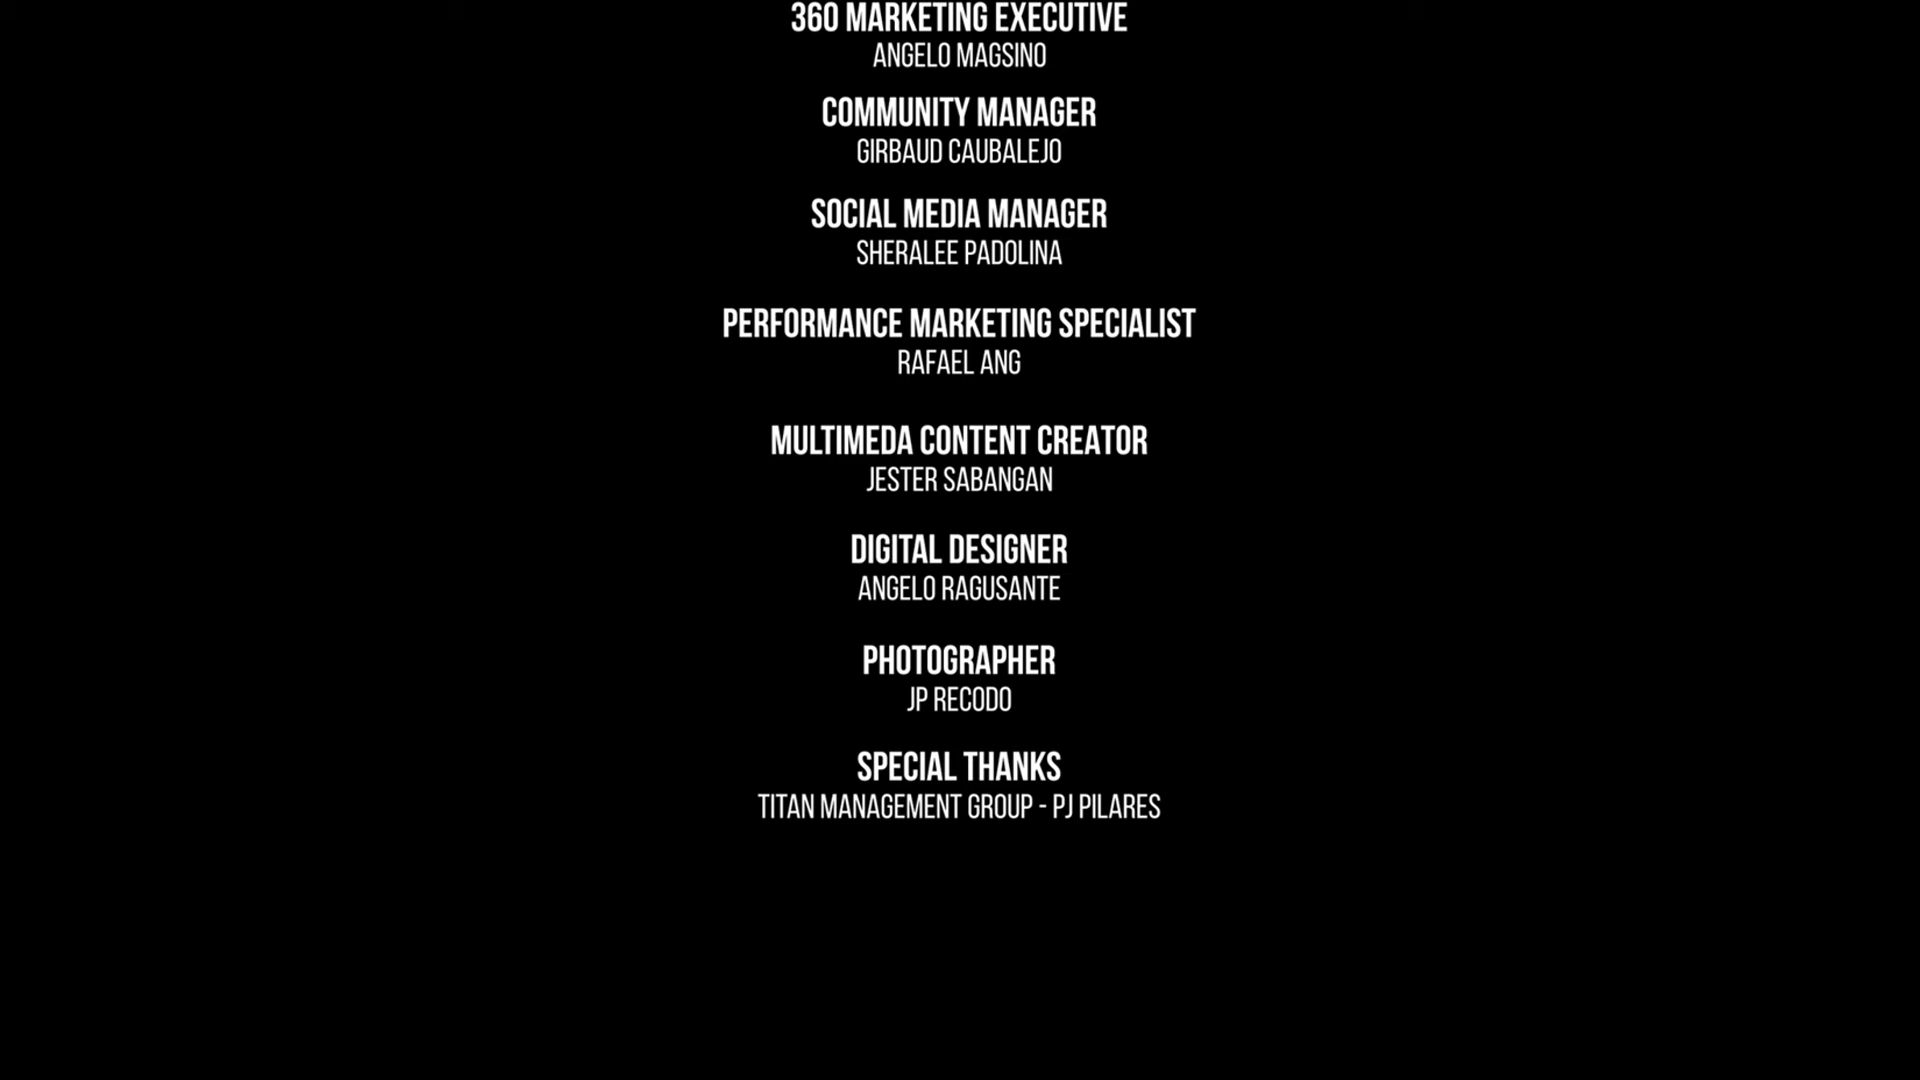 360 MARKETING EXECUTIVE
ANGELO MAGSINO
COMMUNITY MANAGER
GIRBAUD CAUBALEJO
SOCIAL MEDIA MANAGER
SHERALEE PADOLINA
PERFORMANCE MARKETING SPECIALIST
RAFAEL ANG
MULTIMEDA CONTENT CREATOR
JESTER SABANGAN
DIGITAL DESIGNER
ANGELO RAGUSANTE
PHOTOGRAPHER
JP RECODO
SPECIAL THANKS
TITAN MANAGEMENT GROUP - PJ PILARES